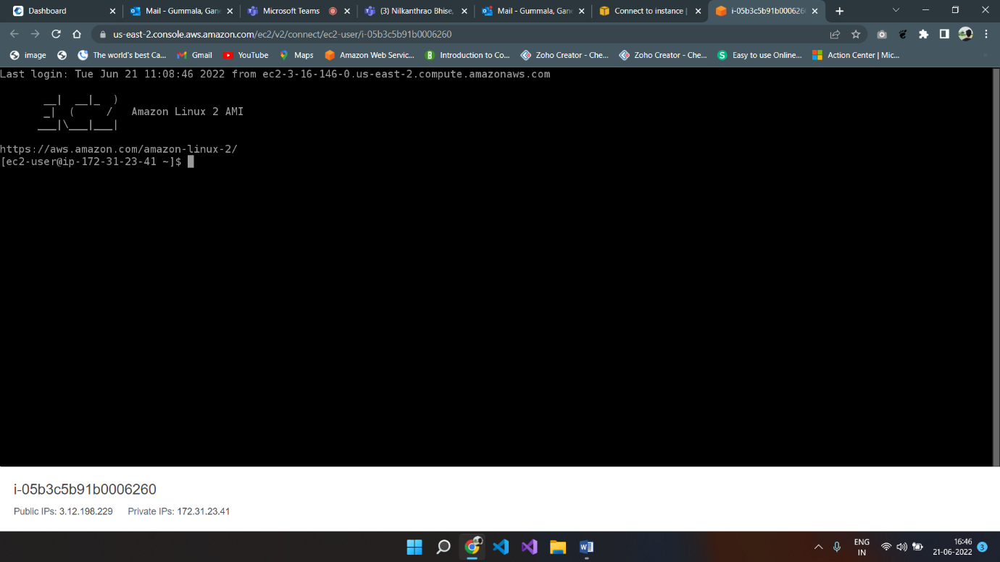 Dashboard
Mail - Gummala, Gane
Microsoft Teams
(3) Nilkanthrao Bhise,
Mail - Gummala, Gane
Connect to instance |
i-05b3c5b91b0006260
us-east-2.console.aws.amazon.com/ec2/v2/connect/ec2-user/i-05b3c5b91b0006260
image
The world's best Ca...
Gmail
YouTube
Maps
Amazon Web Servic...
Introduction to Co...
Zoho Creator - Che...
Zoho Creator - Che...
Easy to use Online...
Action Center | Mic...
Last login: Tue Jun 21 11:08:46 2022 from ec2-3-16-146-0.us-east-2.compute.amazonaws.com
       __|  __|_  )
       _|  (     /   Amazon Linux 2 AMI
      ___|\___|___|
https://aws.amazon.com/amazon-linux-2/
[ec2-user@ip-172-31-23-41 ~]$
i-05b3c5b91b0006260
Public IPs: 3.12.198.229 Private IPs: 172.31.23.41
ENG
IN
16:46
21-06-2022
3